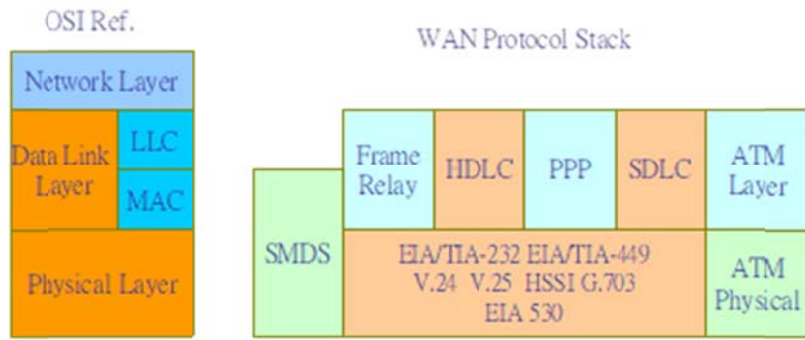 OSI Ref.
WAN Protocol Stack
Network Layer
Data Link
Layer
LLC
MAC
Physical Layer
SMDS
Frame
Relay
HDLC
PPP
SDLC
ATM
Layer
EIA/TIA-232 EIA/TIA-449
V.24 V.25 HSSI G.703
EIA 530
ATM
Physical